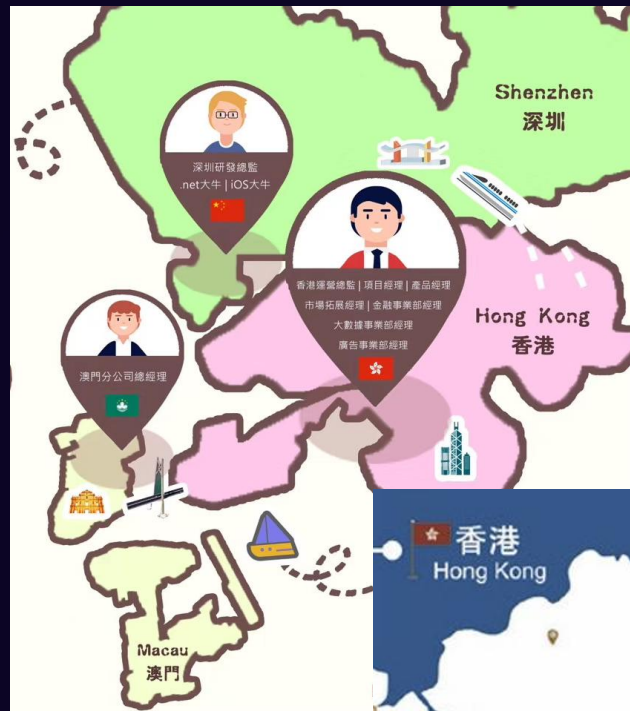 Shenzhen
深圳
深圳研發總監
.net大牛 | iOS大牛
香港運營總監 | 項目經理 | 產品經理
市場拓展經理 | 金融事業部經理
大數據事業部經理
廣告事業部經理
Hong Kong
香港
澳門分公司總經理
Macau
澳門
香港
Hong Kong